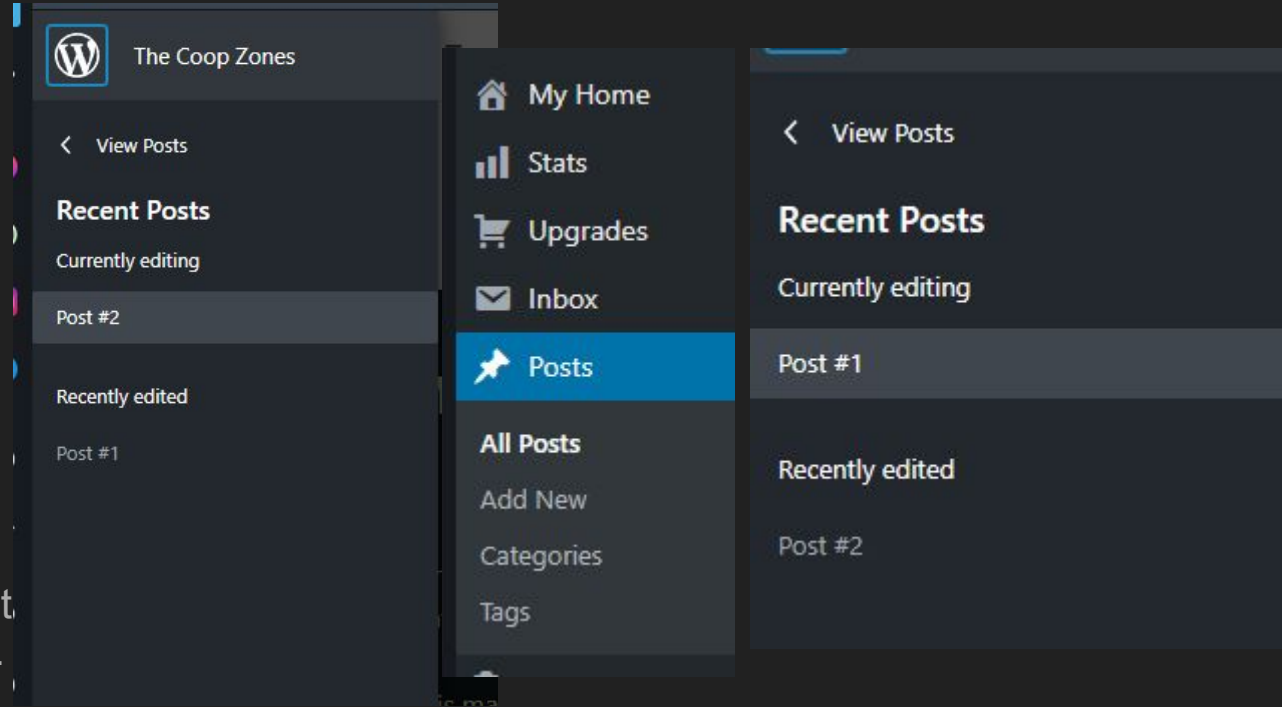 The Coop Zones
View Posts
Recent Posts
Currently editing
Post #2
Recently edited
Post #1
My Home
Stats
Upgrades
Inbox
Posts
All Posts
Add New
Categories
Tags
View Posts
Recent Posts
Currently editing
Post #1
Recently edited
Post #2